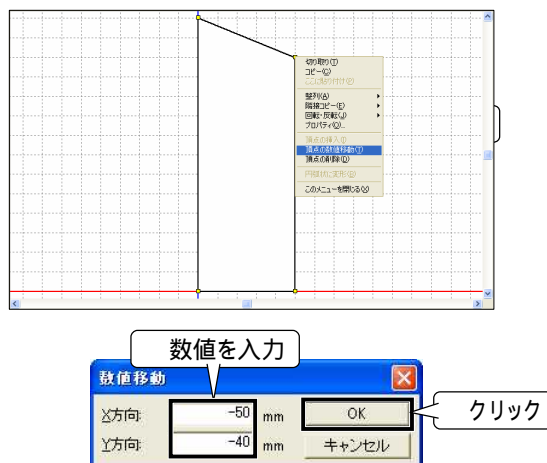 切り取り(T)
コピー(C)
ここに貼り付け(P)
整列(A)
隣接コピー(E)
回転・反転(J)
プロパティ(O)...
頂点の挿入(I)
頂点の数値移動(T)
頂点の削除(D)
円弧状に変形(Q)
このメニューを閉じる(X)
数値を入力
数値移動
X方向: -50 mm OK
クリック
Y方向: -40 mm キャンセル